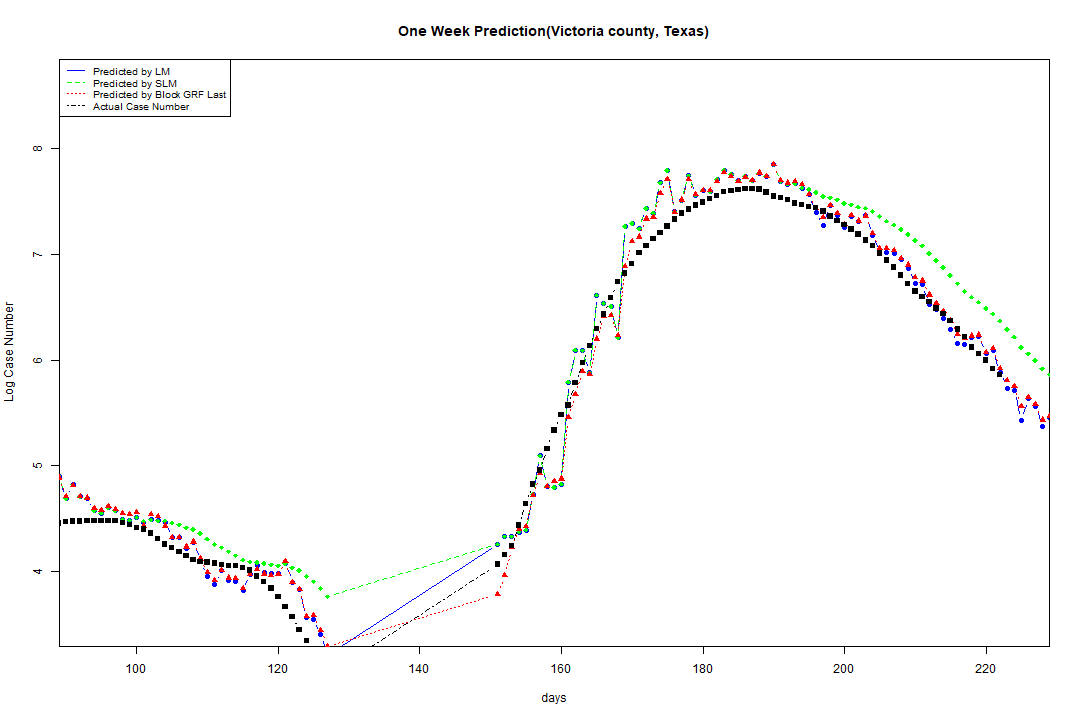 One Week Prediction(Victoria county, Texas)
Predicted by LM
Predicted by SLM
Predicted by Block GRF Last
Actual Case Number
8
7
6
5
4
Log Case Number
100 120 140 160 180 200 220
days